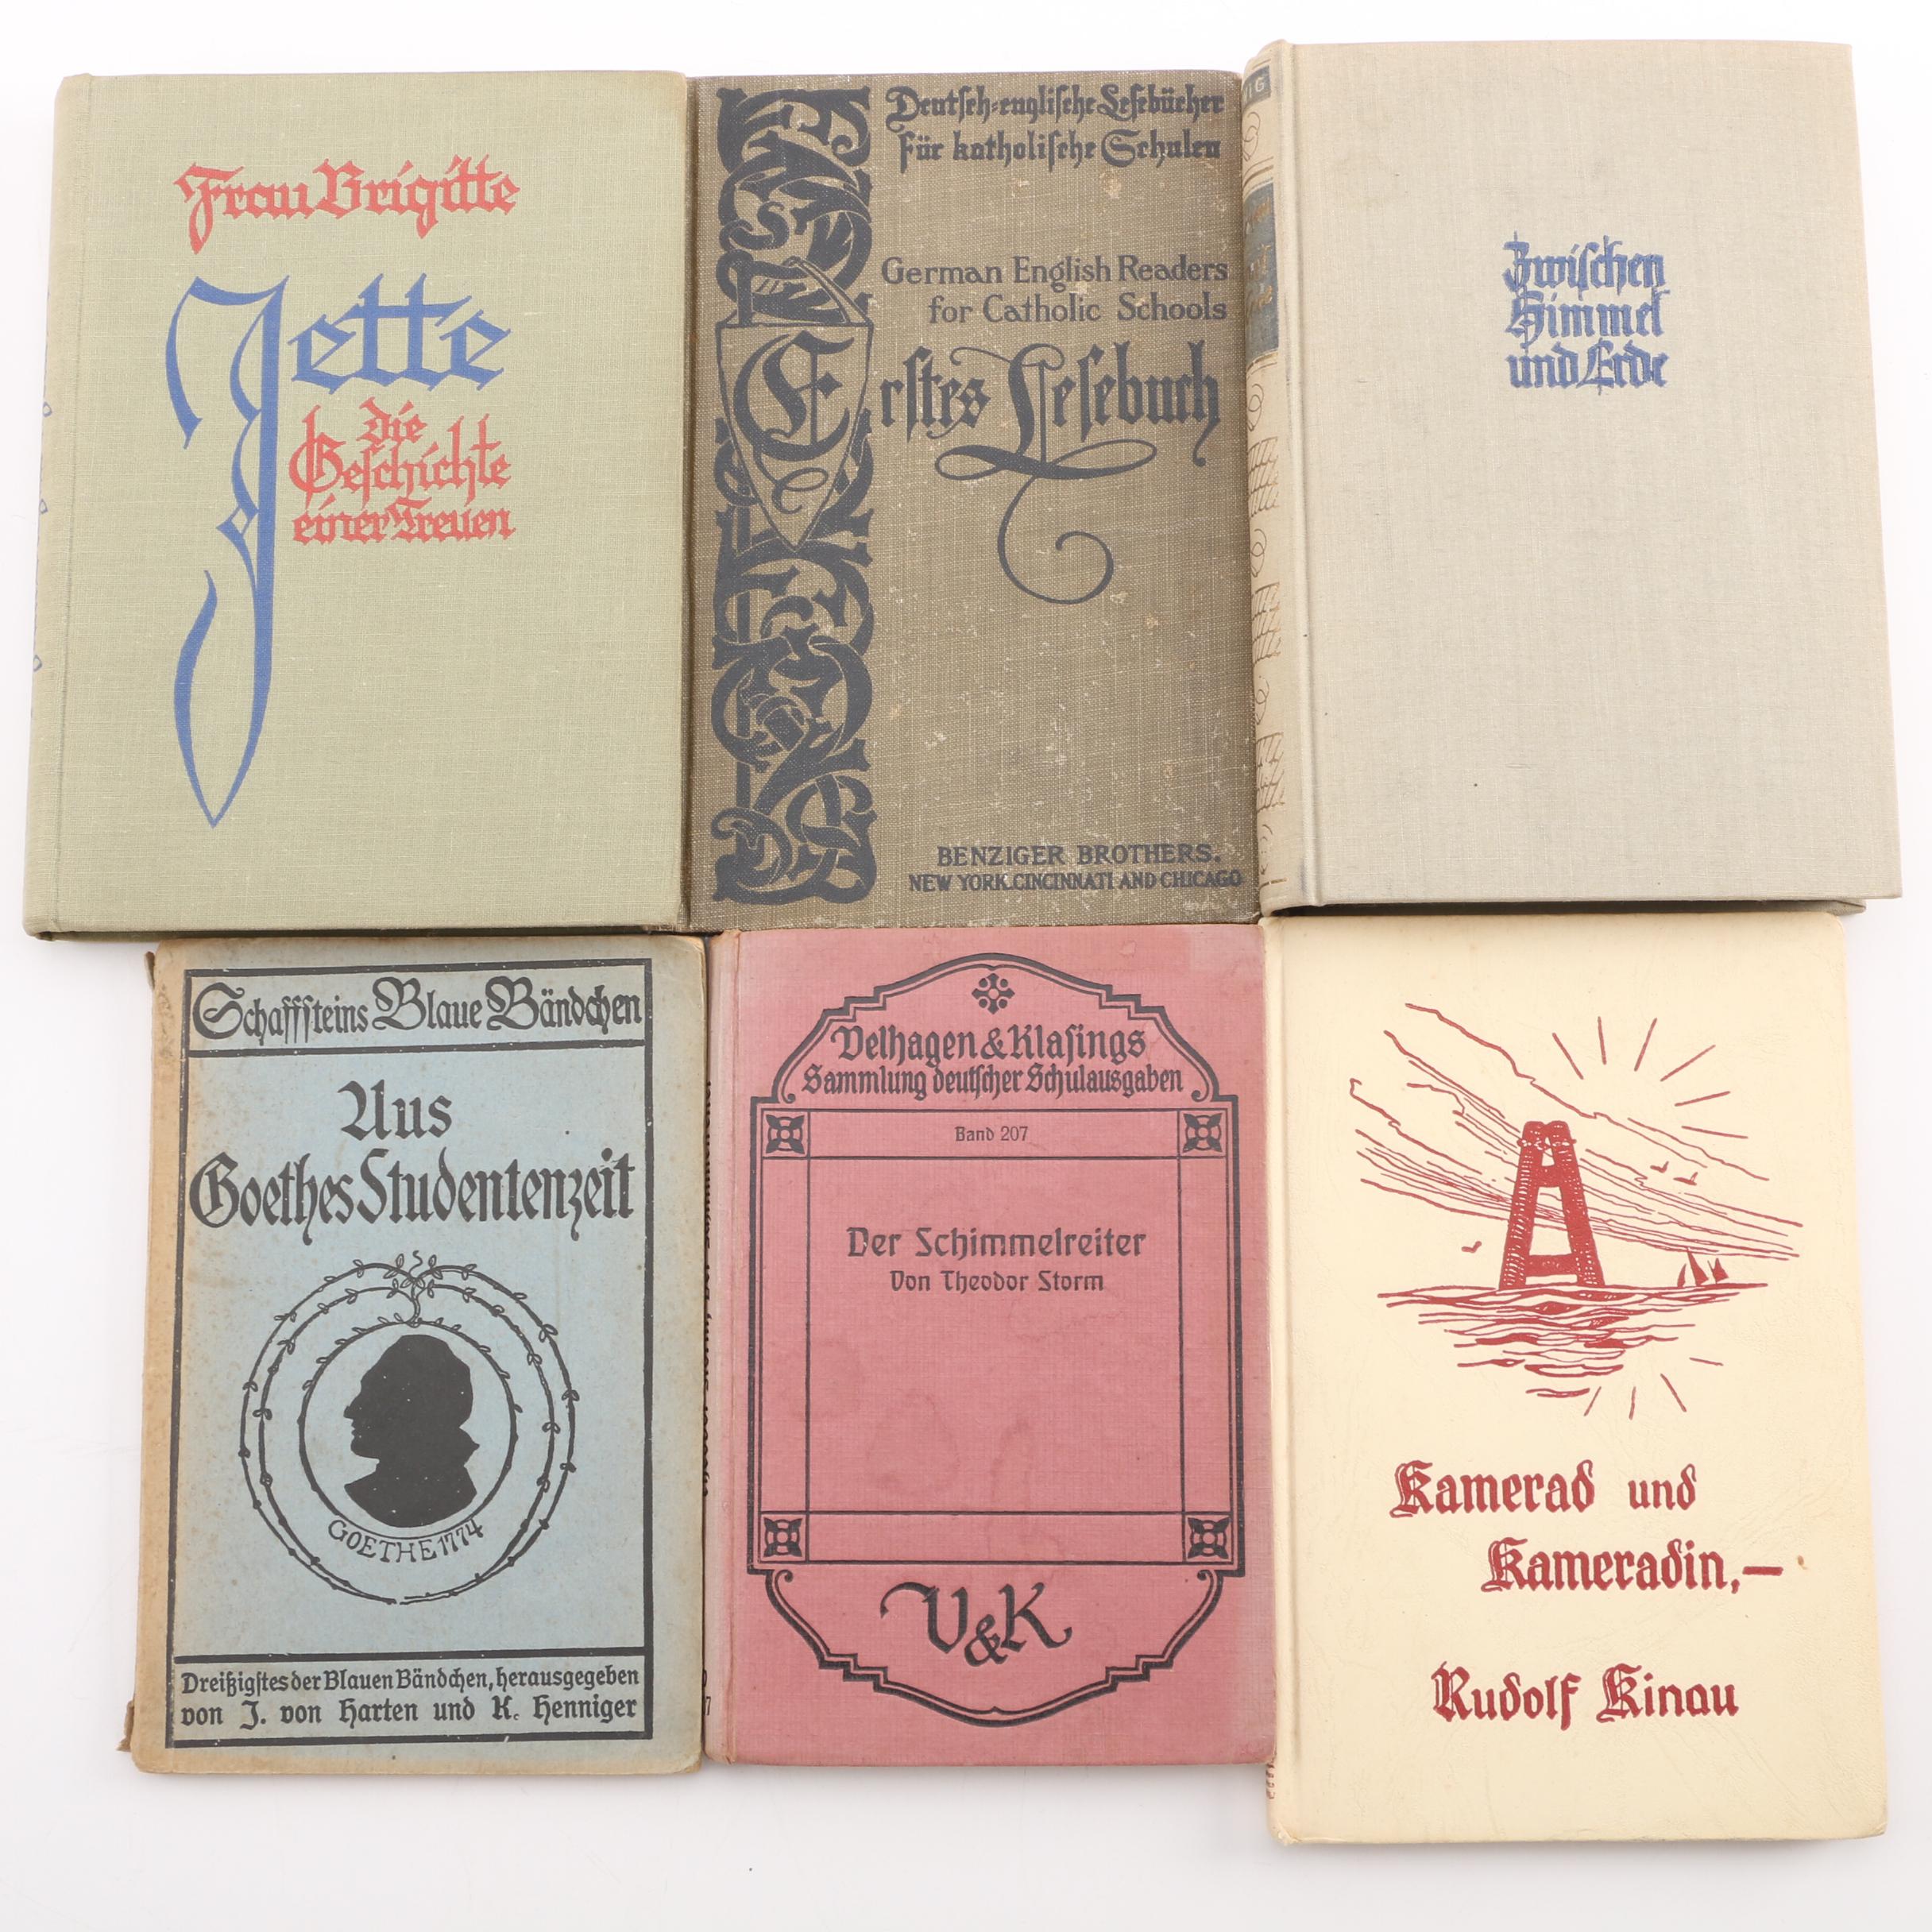 Frau Brigitte
Jette
die
Geschichte
einer Treuen
Deutsch-englische Lesebücher
für katholische Schulen
German English Readers
for Catholic Schools
Erstes Lesebuch
BENZIGER BROTHERS.
NEW YORK, CINCINNATI AND CHICAGO
Zwischen
Himmel
und Erde
Schaffsteins Blaue Bändchen
Aus
Goethes Studentenzeit
GOETHE 1774
Dreißigstes der Blauen Bändchen, herausgegeben
von J. von Harten und K. Henniger
Velhagen & Klasings
Sammlung deutscher Schulausgaben
Band 207
Der Schimmelreiter
Von Theodor Storm
V&K
Kamerad und
Kameradin,—
Rudolf Kinau